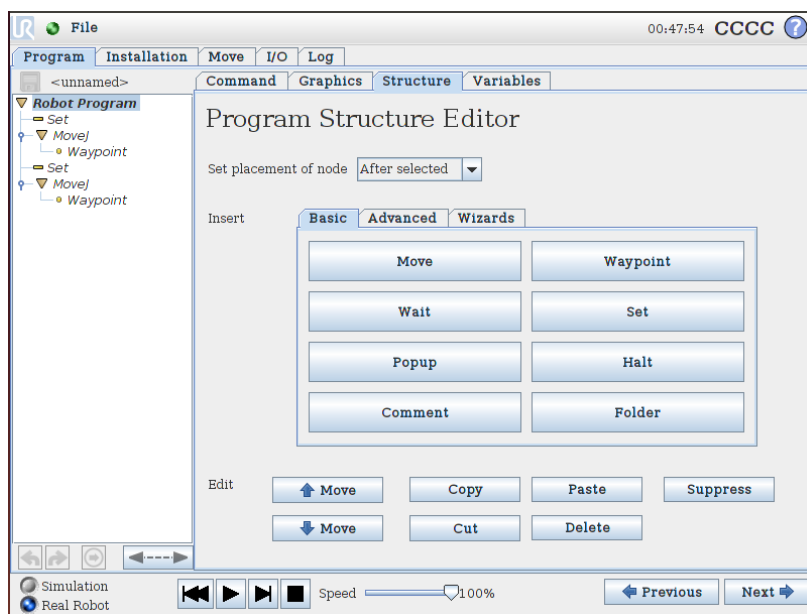 UR File 00:47:54 CCCC ?
Program Installation Move I/O Log
<unnamed> Command Graphics Structure Variables
Robot Program
Set
MoveJ
Waypoint
Set
MoveJ
Waypoint
Program Structure Editor
Set placement of node After selected
Insert Basic Advanced Wizards
Move Waypoint
Wait Set
Popup Halt
Comment Folder
Edit Move Copy Paste Suppress
Move Cut Delete
Simulation
Real Robot
Speed 100% Previous Next